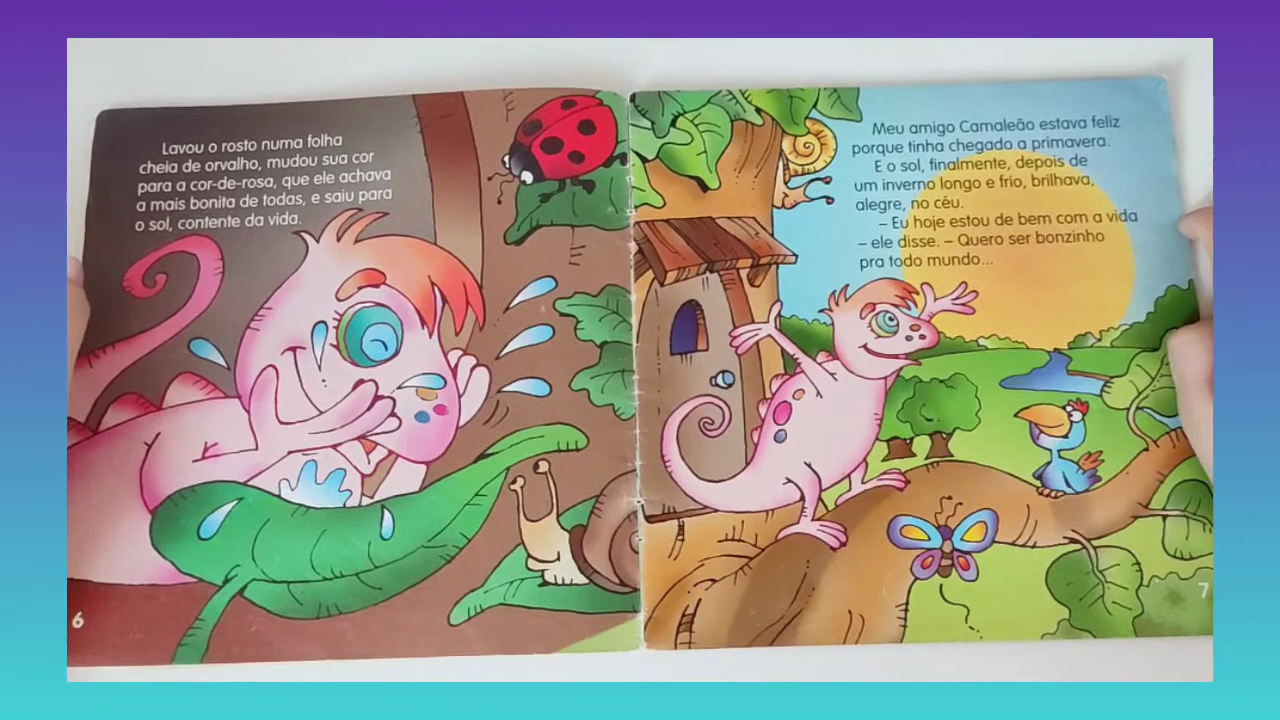 Lavou o rosto numa folha
cheia de orvalho, mudou sua cor
para a cor-de-rosa, que ele achava
a mais bonita de todas, e saiu para
o sol, contente da vida.
6
Meu amigo Camaleão estava feliz
porque tinha chegado a primavera.
E o sol, finalmente, depois de
um inverno longo e frio, brilhava,
alegre, no céu.
– Eu hoje estou de bem com a vida
– ele disse. – Quero ser bonzinho
pra todo mundo...
7